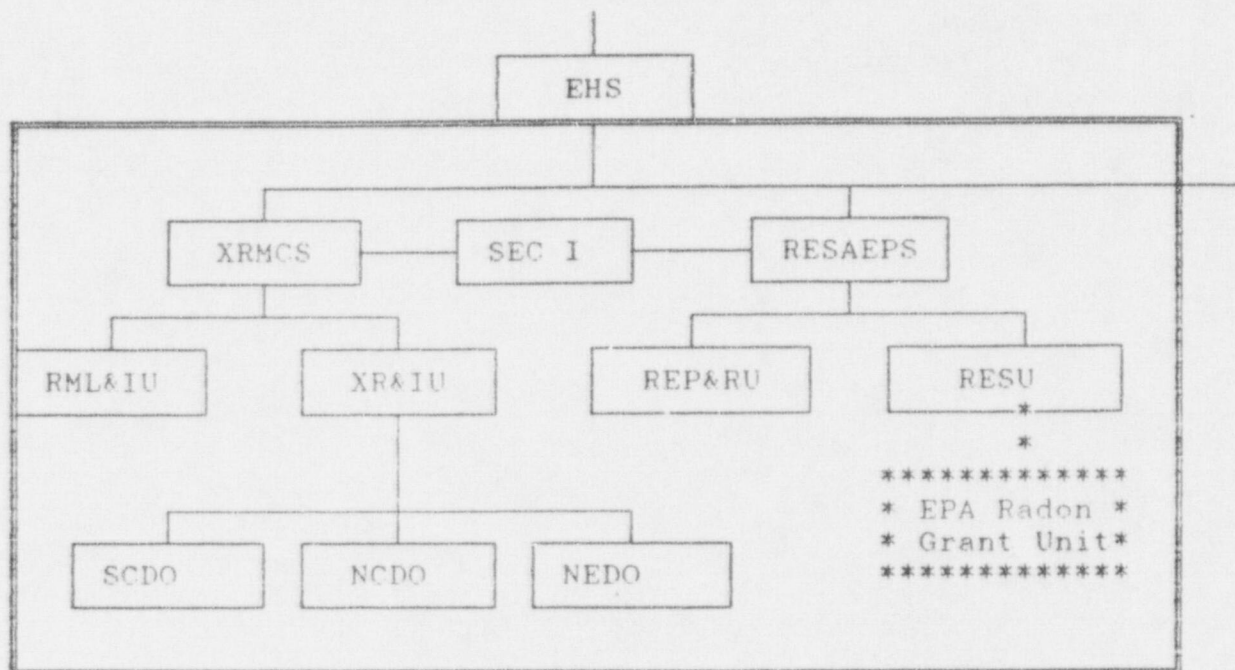 EHS
XRMCS SEC I RESAEPS
RML&IU XR&IU REP&RU RESU
*
*
*************
* EPA Radon *
* Grant Unit*
*************
SCDO NCDO NEDO